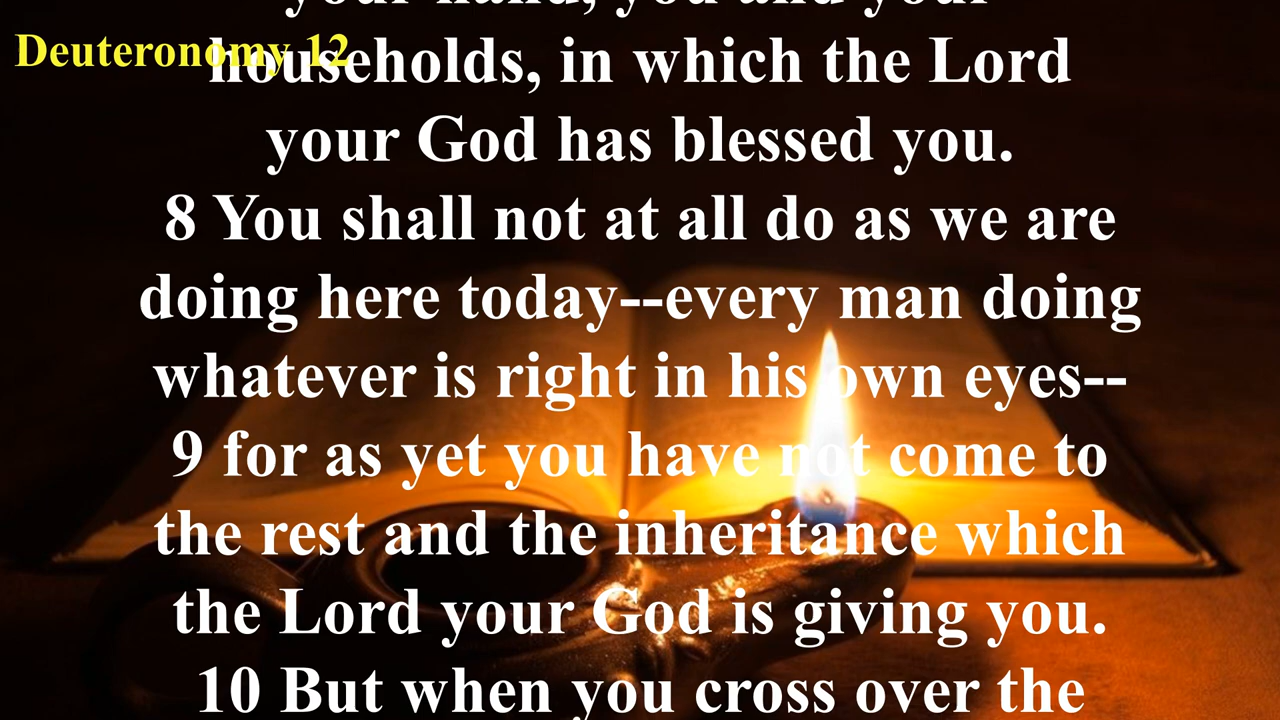 your hand, you and your
Deuteronomy 12
households, in which the Lord
your God has blessed you.
8 You shall not at all do as we are
doing here today--every man doing
whatever is right in his own eyes--
9 for as yet you have not come to
the rest and the inheritance which
the Lord your God is giving you.
10 But when you cross over the